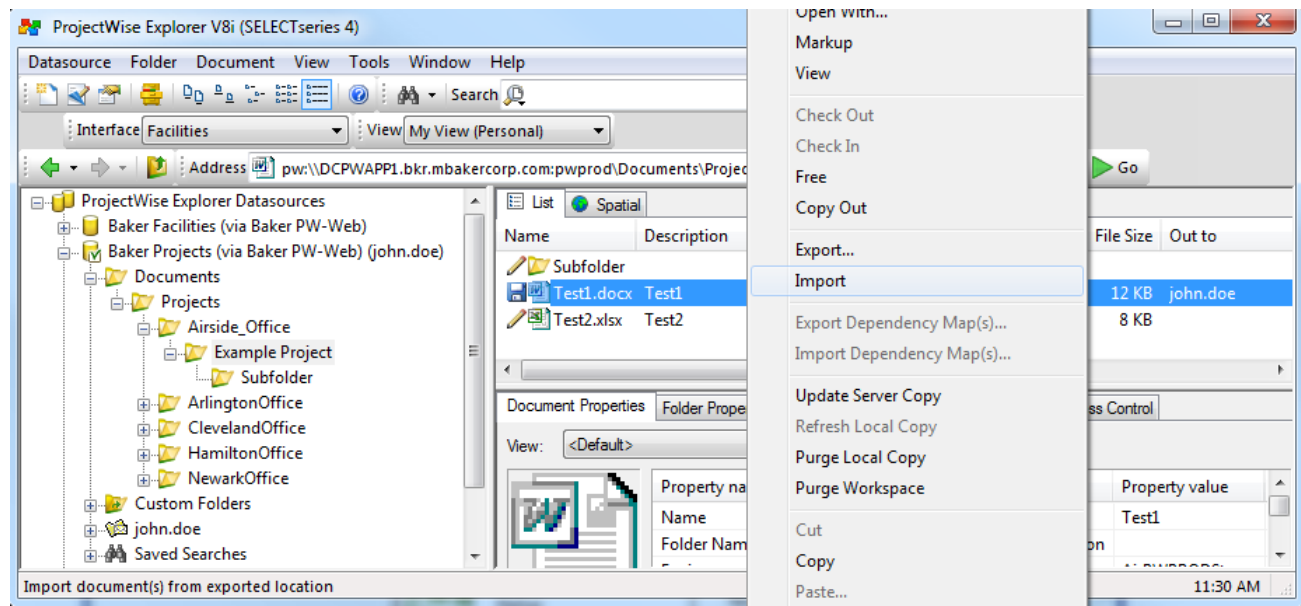 ProjectWise Explorer V8i (SELECTseries 4)
Datasource Folder Document View Tools Window Help
Search
Interface Facilities View My View (Personal)
Address pw:\\DCPWAPP1.bkr.mbakercorp.com:pwprod\Documents\Projec Go
ProjectWise Explorer Datasources
Baker Facilities (via Baker PW-Web)
Baker Projects (via Baker PW-Web) (john.doe)
Documents
Projects
Airside_Office
Example Project
Subfolder
ArlingtonOffice
ClevelandOffice
HamiltonOffice
NewarkOffice
Custom Folders
john.doe
Saved Searches
List Spatial
Name Description File Size Out to
Subfolder
Test1.docx Test1 12 KB john.doe
Test2.xlsx Test2 8 KB
Document Properties Folder Prope ss Control
View: <Default>
Property na Property value
Name Test1
Folder Nam on
Open With...
Markup
View
Check Out
Check In
Free
Copy Out
Export...
Import
Export Dependency Map(s)...
Import Dependency Map(s)...
Update Server Copy
Refresh Local Copy
Purge Local Copy
Purge Workspace
Cut
Copy
Paste...
Import document(s) from exported location 11:30 AM